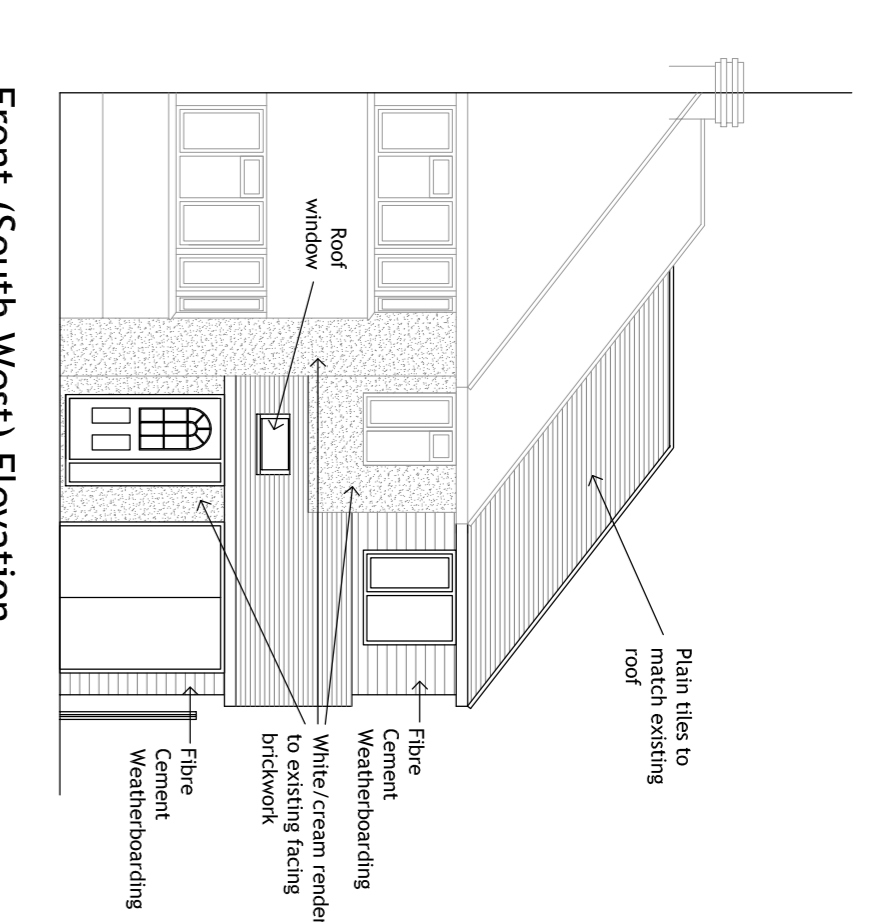 Roof
window
Plain tiles to
match existing
roof
Fibre
Cement
Weatherboarding
White/cream render
to existing facing
brickwork
Fibre
Cement
Weatherboarding
Front (South West) Elevation